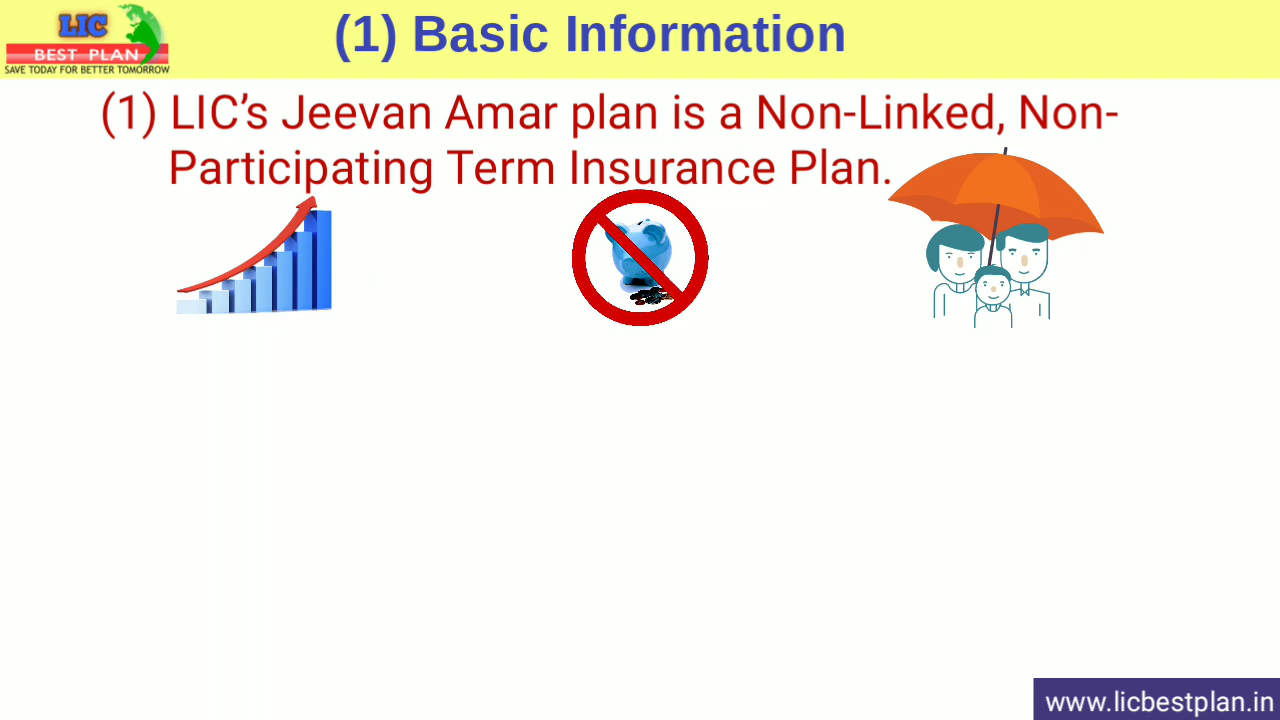 LIC
BEST PLAN
SAVE TODAY FOR BETTER TOMORROW
(1) Basic Information
(1) LIC’s Jeevan Amar plan is a Non-Linked, Non-
Participating Term Insurance Plan.
www.licbestplan.in